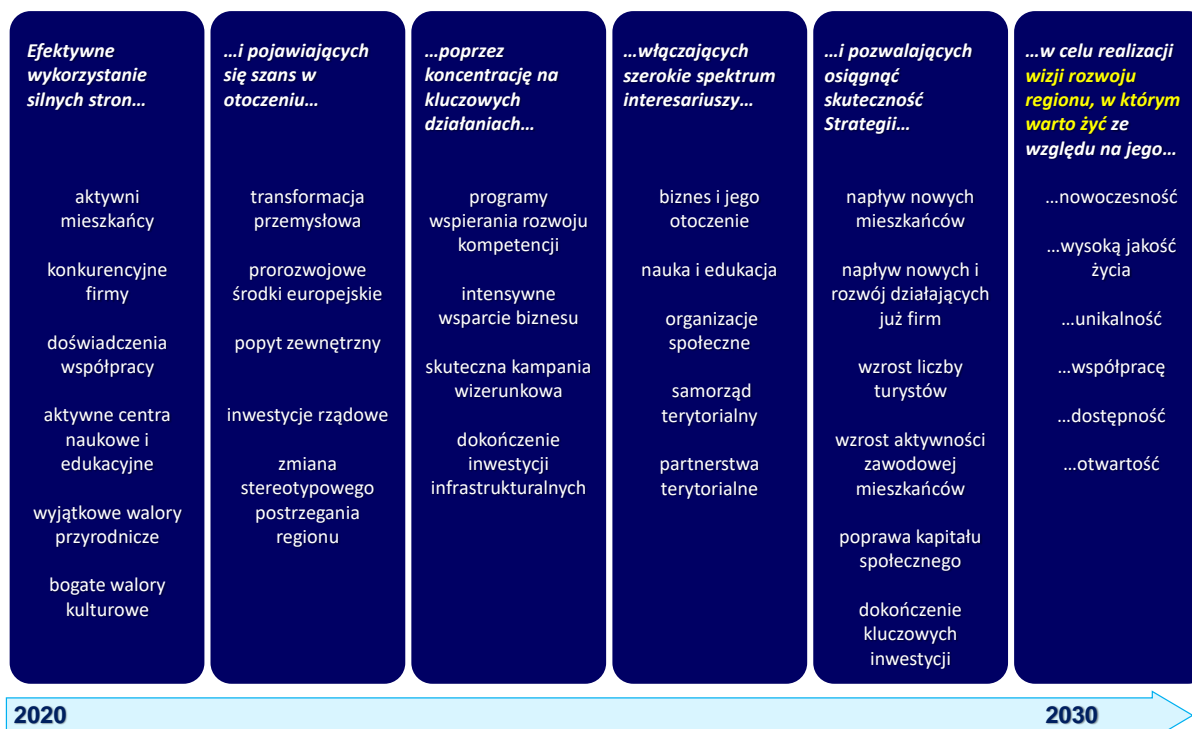 Efektywne
wykorzystanie
silnych stron…
aktywni
mieszkańcy
konkurencyjne
firmy
doświadczenia
współpracy
aktywne centra
naukowe i
edukacyjne
wyjątkowe walory
przyrodnicze
bogate walory
kulturowe
…i pojawiających
się szans w
otoczeniu…
transformacja
przemysłowa
prorozwojowe
środki europejskie
popyt zewnętrzny
inwestycje rządowe
zmiana
stereotypowego
postrzegania
regionu
…poprzez
koncentrację na
kluczowych
działaniach…
programy
wspierania rozwoju
kompetencji
intensywne
wsparcie biznesu
skuteczna kampania
wizerunkowa
dokończenie
inwestycji
infrastrukturalnych
…włączających
szerokie spektrum
interesariuszy…
biznes i jego
otoczenie
nauka i edukacja
organizacje
społeczne
samorząd
terytorialny
partnerstwa
terytorialne
…i pozwalających
osiągnąć
skuteczność
Strategii…
napływ nowych
mieszkańców
napływ nowych i
rozwój działających
już firm
wzrost liczby
turystów
wzrost aktywności
zawodowej
mieszkańców
poprawa kapitału
społecznego
dokończenie
kluczowych
inwestycji
…w celu realizacji
wizji rozwoju
regionu, w którym
warto żyć ze
względu na jego…
…nowoczesność
…wysoką jakość
życia
…unikalność
…współpracę
…dostępność
…otwartość
2020
2030